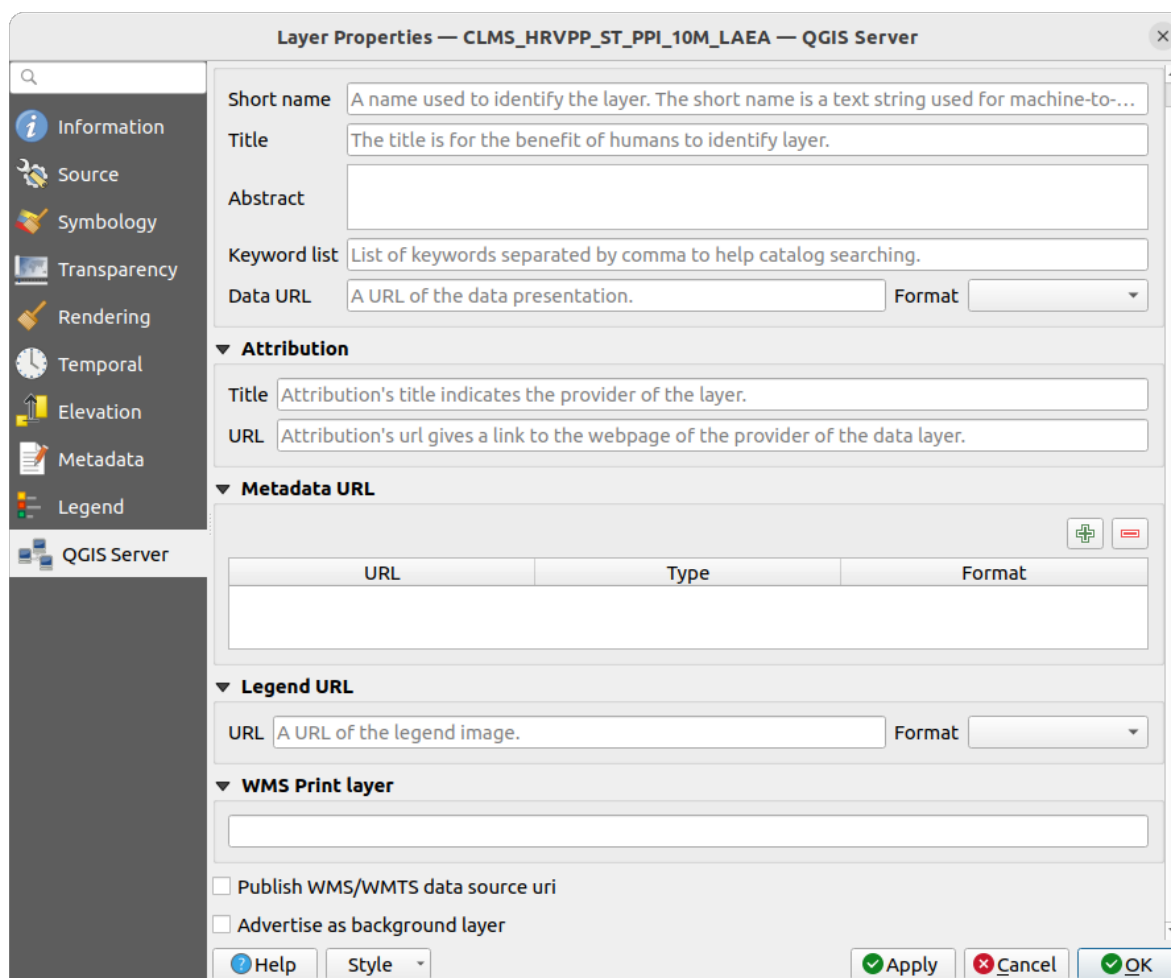 Layer Properties — CLMS_HRVPP_ST_PPI_10M_LAEA — QGIS Server
Information
Source
Symbology
Transparency
Rendering
Temporal
Elevation
Metadata
Legend
QGIS Server
Short name A name used to identify the layer. The short name is a text string used for machine-to-...
Title The title is for the benefit of humans to identify layer.
Abstract
Keyword list List of keywords separated by comma to help catalog searching.
Data URL A URL of the data presentation. Format
Attribution
Title Attribution's title indicates the provider of the layer.
URL Attribution's url gives a link to the webpage of the provider of the data layer.
Metadata URL
URL Type Format
Legend URL
URL A URL of the legend image. Format
WMS Print layer
Publish WMS/WMTS data source uri
Advertise as background layer
Help Style Apply Cancel OK